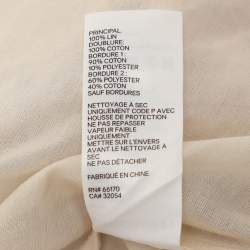 PRINCIPAL:
100% LIN
DOUBLURE:
100% COTON
BORDURE 1:
90% COTON
10% POLYESTER
BORDURE 2:
60% POLYESTER
40% COTON
SAUF BORDURES
NETTOYAGE À SEC
UNIQUEMENT CODE P AVEC
HOUSSE DE PROTECTION
NE PAS REPASSER
VAPEUR FAIBLE
UNIQUEMENT
METTRE SUR L'ENVERS
AVANT LE NETTOYAGE
À SEC
NE PAS DÉTACHER
FABRIQUÉ EN CHINE
RN# 66170
CA# 32054